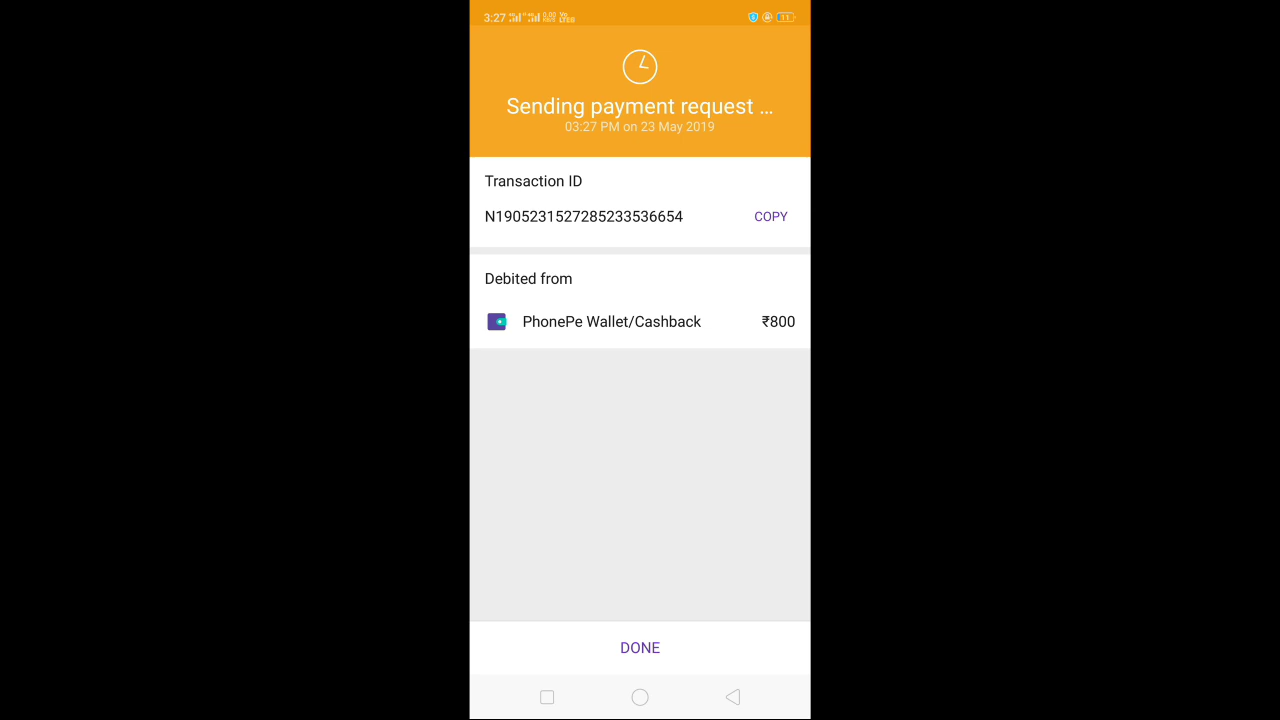 3:27
11
Sending payment request ...
03:27 PM on 23 May 2019
Transaction ID
N1905231527285233536654 COPY
Debited from
PhonePe Wallet/Cashback ₹800
DONE